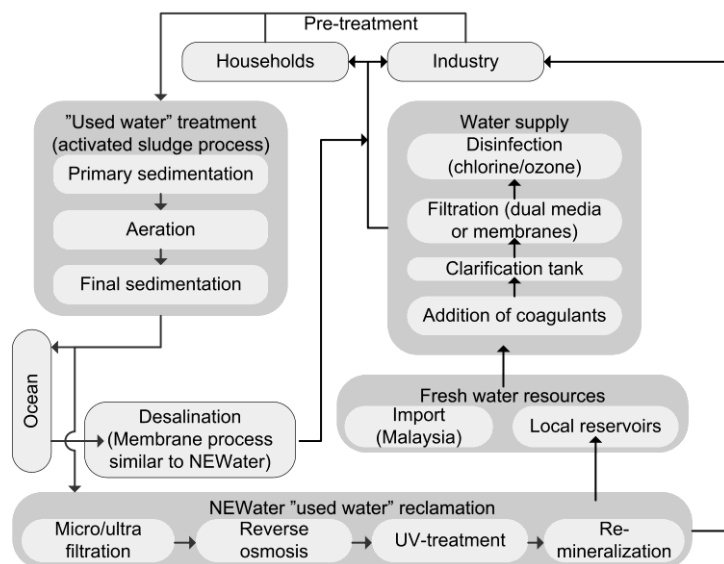 Pre-treatment
Households
Industry
”Used water” treatment
(activated sludge process)
Primary sedimentation
Aeration
Final sedimentation
Water supply
Disinfection
(chlorine/ozone)
Filtration (dual media
or membranes)
Clarification tank
Addition of coagulants
Ocean
Desalination
(Membrane process
similar to NEWater)
Fresh water resources
Import
(Malaysia)
Local reservoirs
NEWater ”used water” reclamation
Micro/ultra
filtration
Reverse
osmosis
UV-treatment
Re-
mineralization